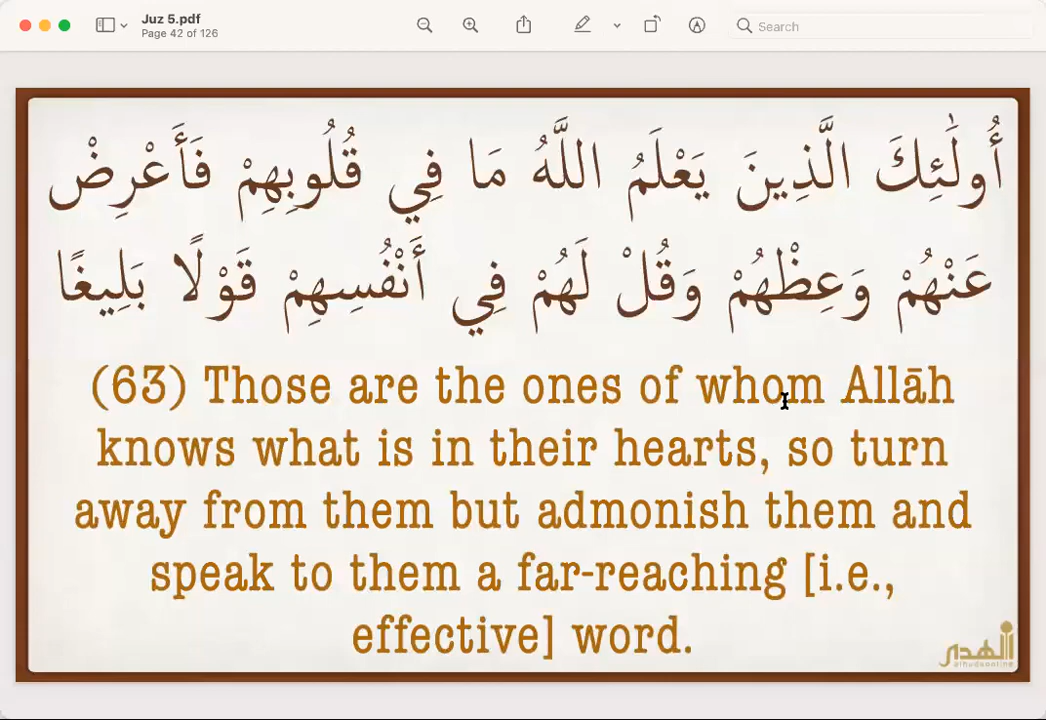 Juz 5.pdf
Page 42 of 126
Search
أُولَٰئِكَ الَّذِينَ يَعْلَمُ اللَّهُ مَا فِي قُلُوبِهِمْ فَأَعْرِضْ
عَنْهُمْ وَعِظْهُمْ وَقُلْ لَهُمْ فِي أَنْفُسِهِمْ قَوْلًا بَلِيغًا
(63) Those are the ones of whom Allāh
knows what is in their hearts, so turn
away from them but admonish them and
speak to them a far-reaching [i.e.,
effective] word.
الهدى
alhudaonline